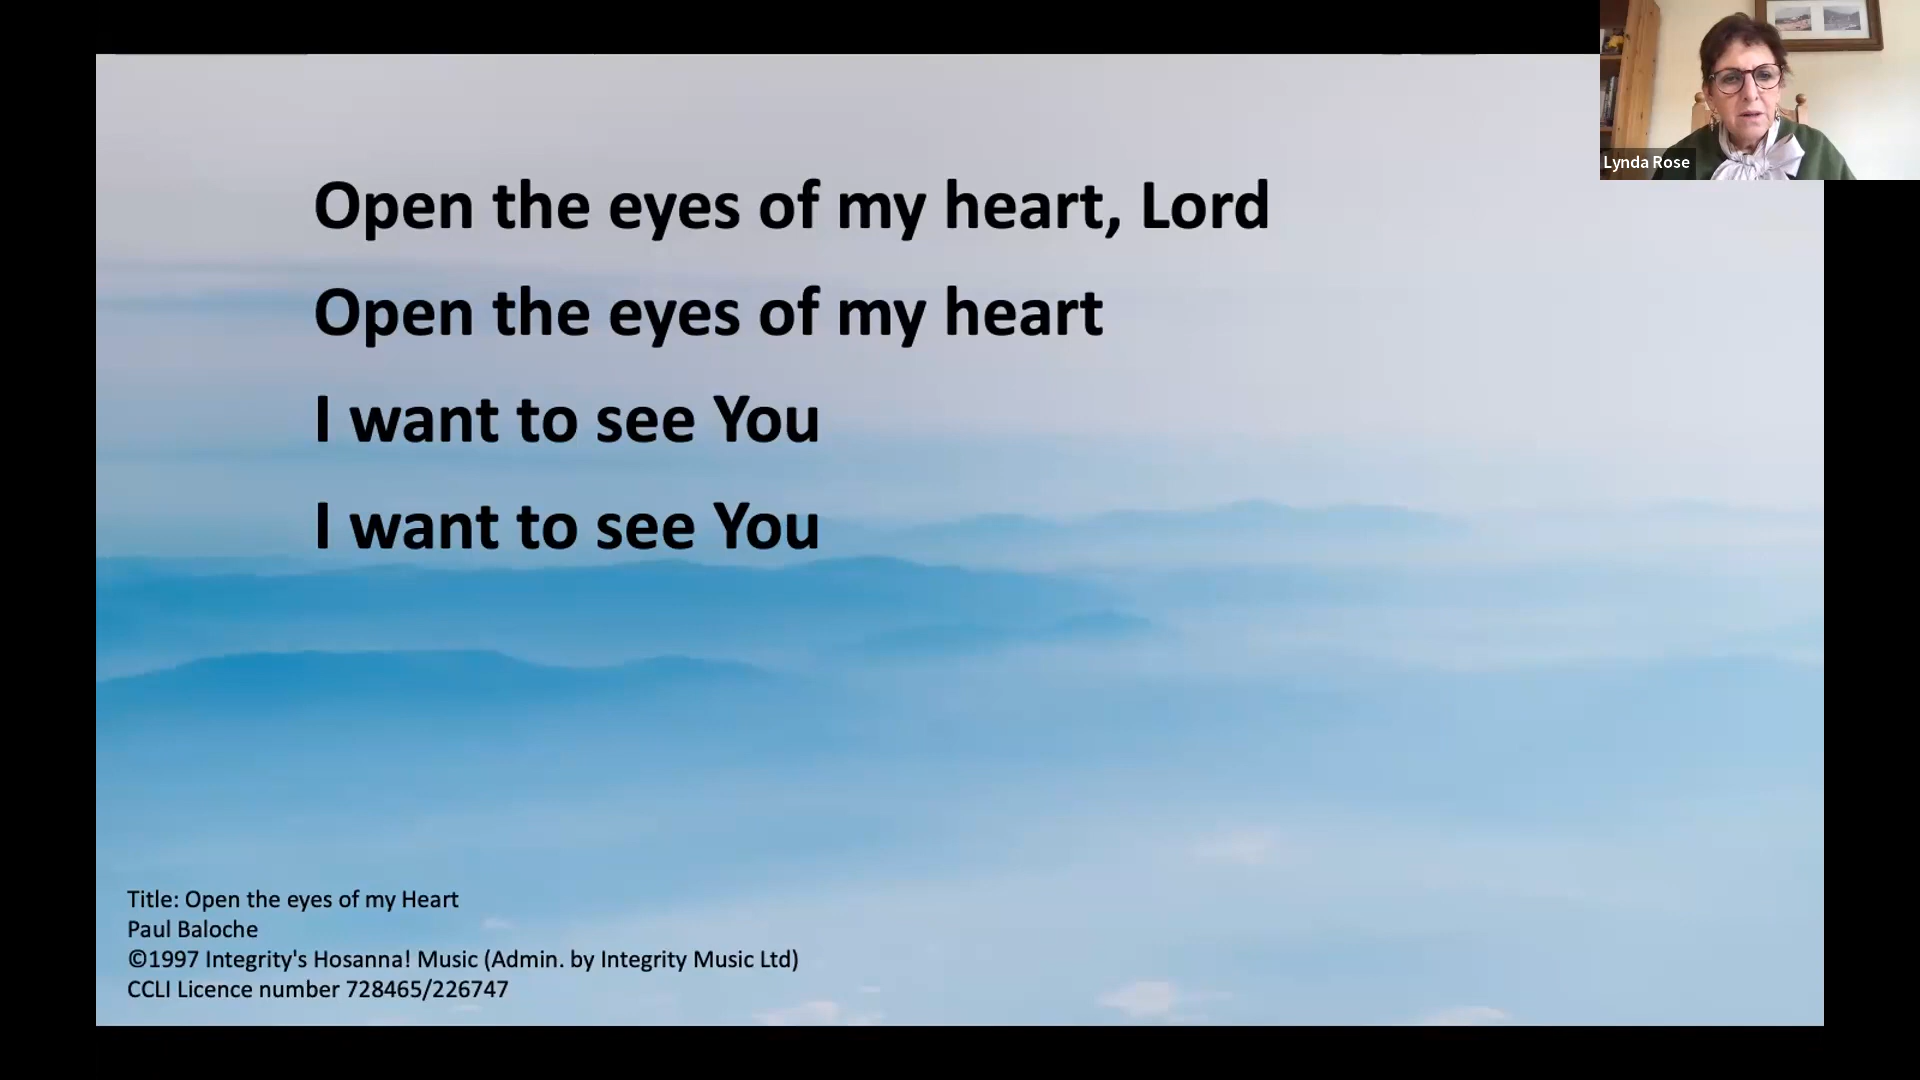 Open the eyes of my heart, Lord
Open the eyes of my heart
I want to see You
I want to see You
Title: Open the eyes of my Heart
Paul Baloche
©1997 Integrity's Hosanna! Music (Admin. by Integrity Music Ltd)
CCLI Licence number 728465/226747
Lynda Rose